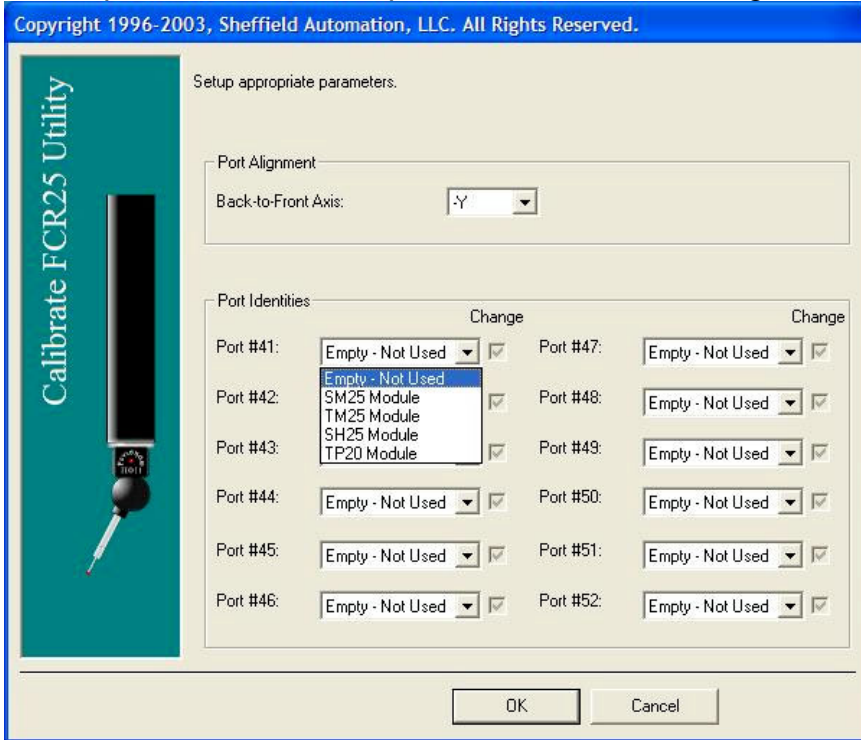 Copyright 1996-2003, Sheffield Automation, LLC. All Rights Reserved.
Calibrate FCR25 Utility
Setup appropriate parameters.
Port Alignment
Back-to-Front Axis: -Y
Port Identities
Change Change
Port #41: Empty - Not Used Port #47: Empty - Not Used
Empty - Not Used
SM25 Module
TM25 Module
SH25 Module
TP20 Module
Port #42: Port #48: Empty - Not Used
Port #43: Port #49: Empty - Not Used
Port #44: Empty - Not Used Port #50: Empty - Not Used
Port #45: Empty - Not Used Port #51: Empty - Not Used
Port #46: Empty - Not Used Port #52: Empty - Not Used
OK Cancel